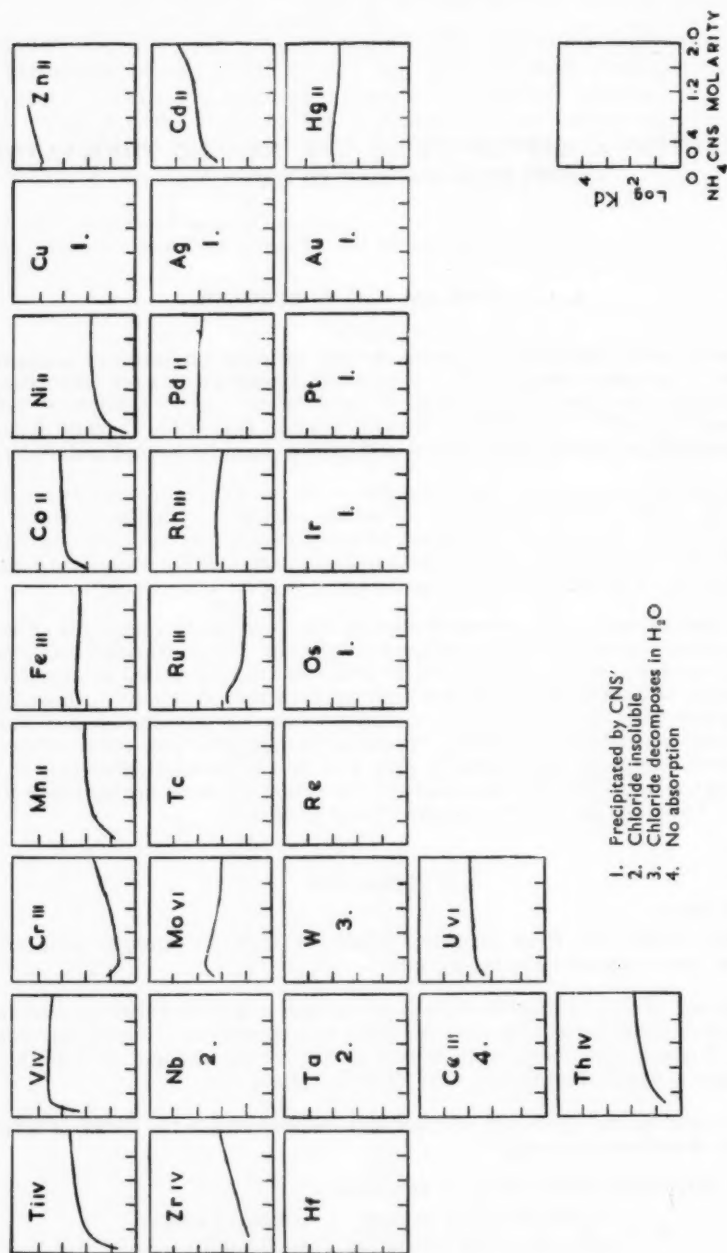 Ti IV
V IV
Cr III
Mn II
Fe III
Co II
Ni II
Cu
1.
Zn II
Zr IV
Nb
2.
Mo VI
Tc
Ru III
Rh III
Pd II
Ag
1.
Cd II
Hf
Ta
2.
W
3.
Re
Os
1.
Ir
1.
Pt
1.
Au
1.
Hg II
Ce III
4.
U VI
Th IV
1. Precipitated by CNS'
2. Chloride insoluble
3. Chloride decomposes in H₂O
4. No absorption
4
2
Log Kd
0 0.4 1.2 2.0
NH₄CNS MOLARITY